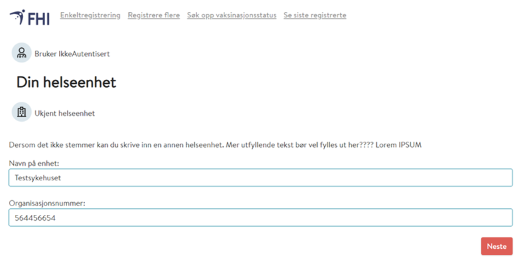 FHI Enkeltregistrering Registrere flere Søk opp vaksinasjonsstatus Se siste registrerte
Bruker IkkeAutentisert
Din helseenhet
Ukjent helseenhet
Dersom det ikke stemmer kan du skrive inn en annen helseenhet. Mer utfyllende tekst bør vel fylles ut her???? Lorem IPSUM
Navn på enhet:
Testsykehuset
Organisasjonsnummer:
564456654
Neste